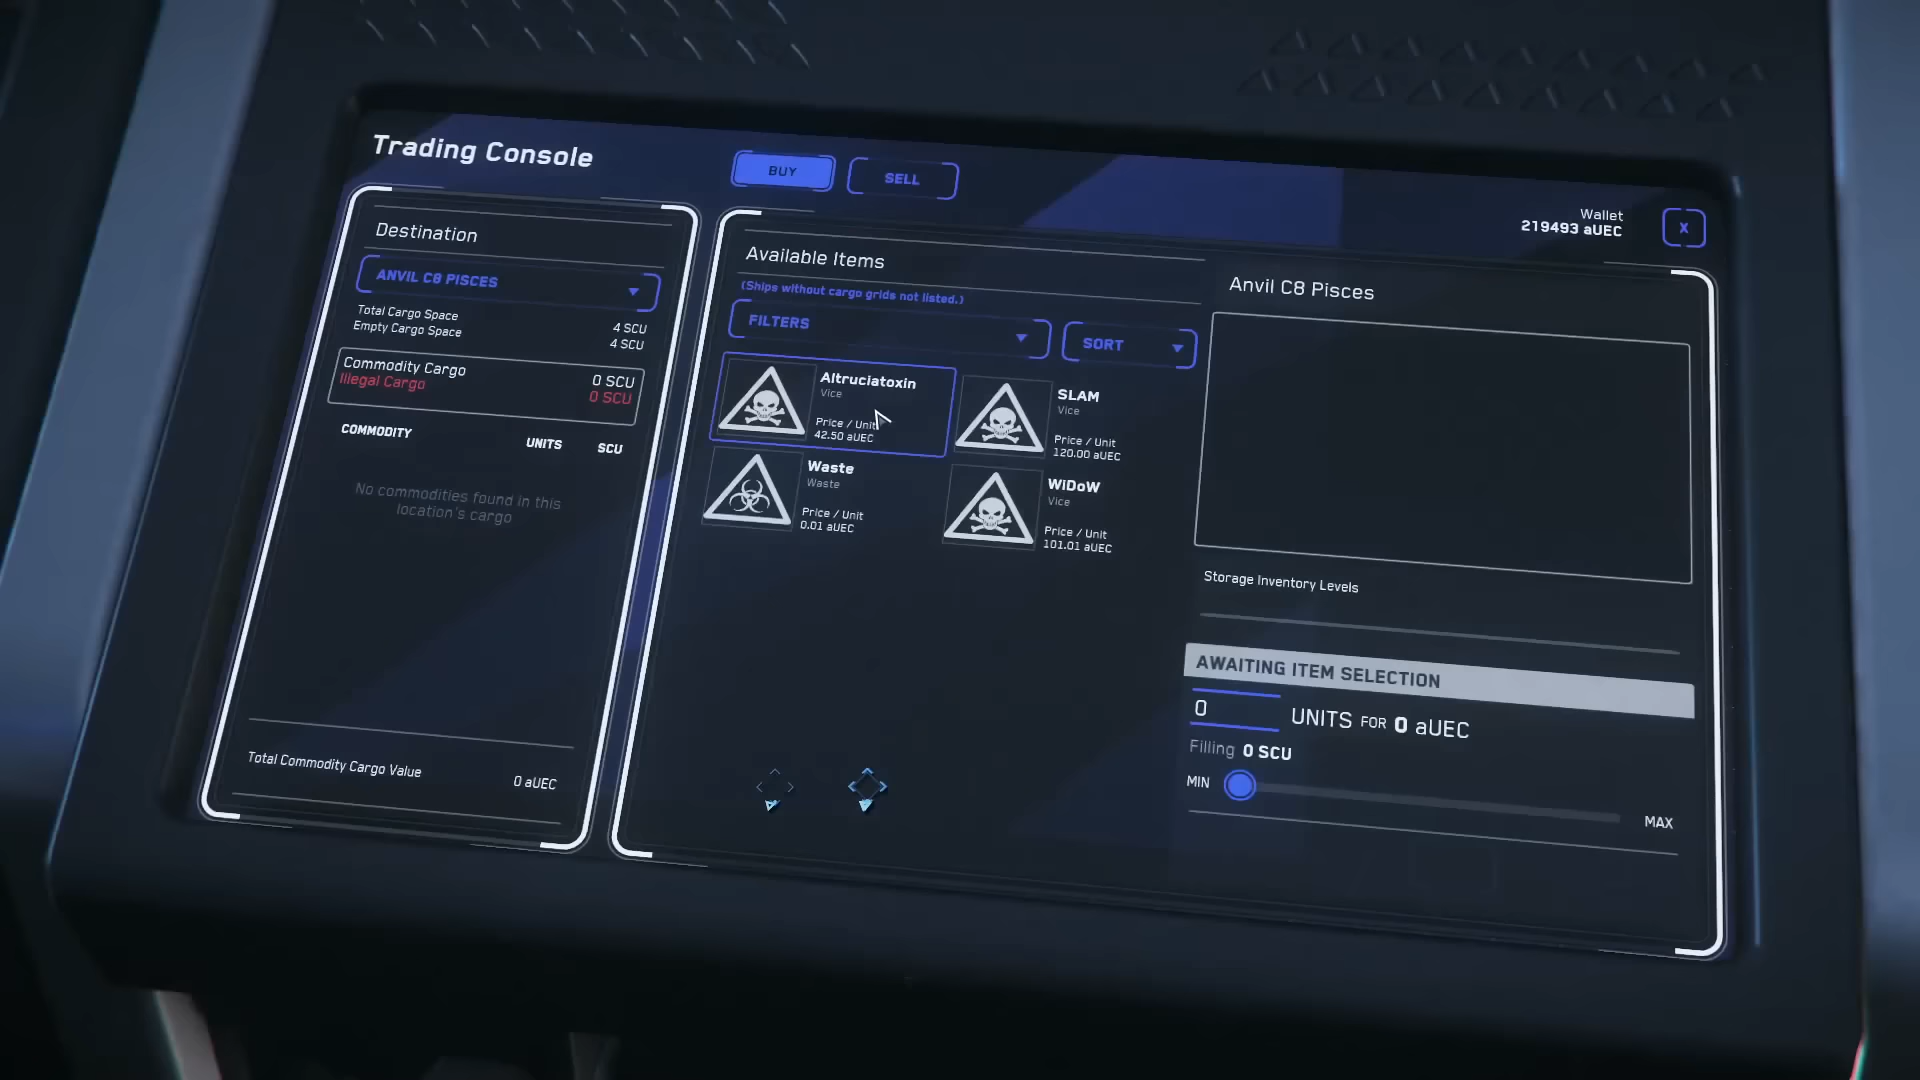 Trading Console
BUY
SELL
Wallet
219493 aUEC
X
Destination
ANVIL C8 PISCES
Total Cargo Space 4 SCU
Empty Cargo Space 4 SCU
Commodity Cargo 0 SCU
Illegal Cargo 0 SCU
COMMODITY UNITS SCU
No commodities found in this
location's cargo
Total Commodity Cargo Value 0 aUEC
Available Items
(Ships without cargo grids not listed.)
FILTERS
SORT
Altruciatoxin
Vice
Price / Unit
42.50 aUEC
SLAM
Vice
Price / Unit
120.00 aUEC
Waste
Waste
Price / Unit
0.01 aUEC
WiDoW
Vice
Price / Unit
101.01 aUEC
Anvil C8 Pisces
Storage Inventory Levels
AWAITING ITEM SELECTION
0 UNITS FOR 0 aUEC
Filling 0 SCU
MIN
MAX